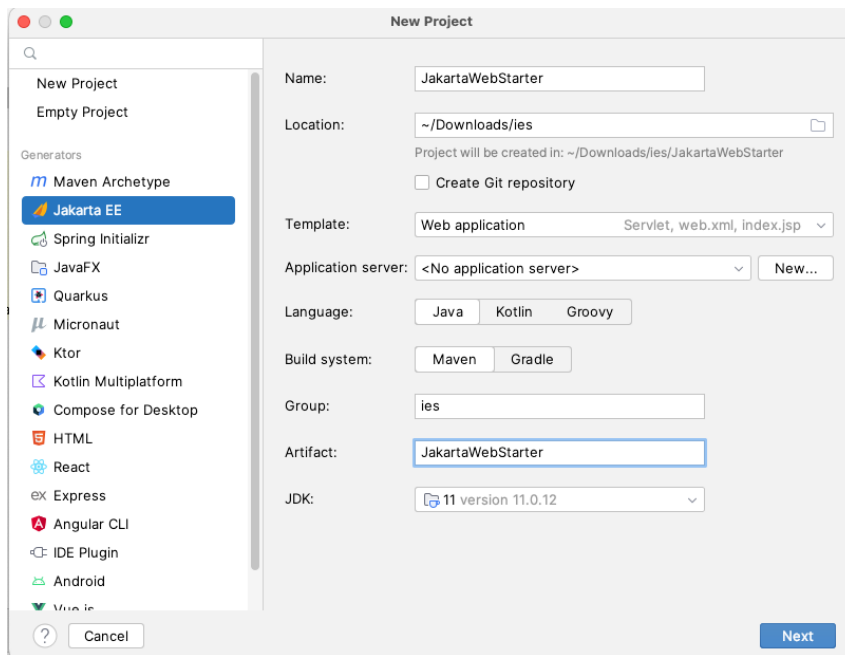 New Project
New Project
Empty Project
Generators
Maven Archetype
Jakarta EE
Spring Initializr
JavaFX
Quarkus
Micronaut
Ktor
Kotlin Multiplatform
Compose for Desktop
HTML
React
ex Express
Angular CLI
IDE Plugin
Android
Vue.js
Name: JakartaWebStarter
Location: ~/Downloads/ies
Project will be created in: ~/Downloads/ies/JakartaWebStarter
Create Git repository
Template: Web application Servlet, web.xml, index.jsp
Application server: <No application server> New...
Language: Java Kotlin Groovy
Build system: Maven Gradle
Group: ies
Artifact: JakartaWebStarter
JDK: 11 version 11.0.12
? Cancel Next